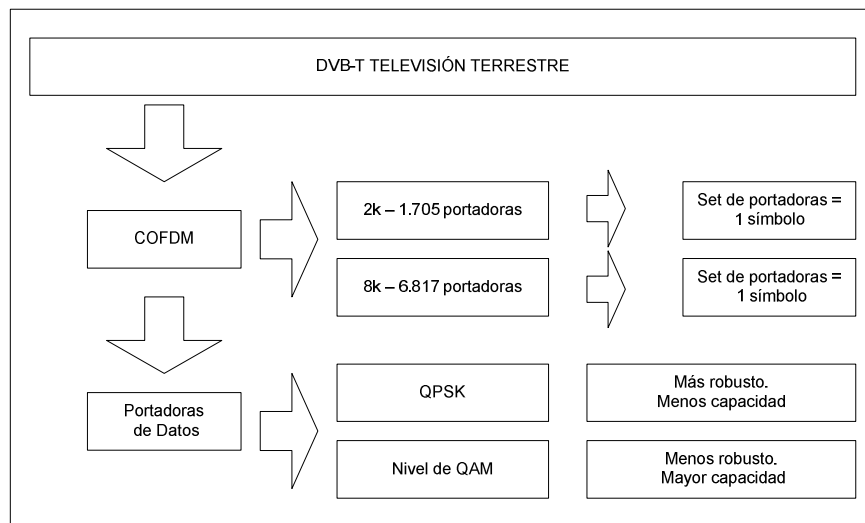 DVB-T TELEVISIÓN TERRESTRE
COFDM
2k – 1.705 portadoras
Set de portadoras =
1 símbolo
8k – 6.817 portadoras
Set de portadoras =
1 símbolo
Portadoras
de Datos
QPSK
Más robusto.
Menos capacidad
Nivel de QAM
Menos robusto.
Mayor capacidad